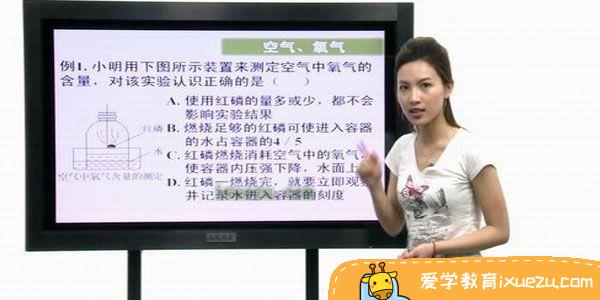 空气、氧气
例1. 小明用下图所示装置来测定空气中氧气的
含量，对该实验认识正确的是（ ）
A. 使用红磷的量多或少，都不会
影响实验结果
B. 燃烧足够的红磷可使进入容器
的水占容器的4/5
C. 红磷燃烧消耗空气中的氧气，
使容器内压强下降，水面上
D. 红磷一燃烧完，就要立即观
并记录水进入容器的刻度
红磷
水
空气中氧气含量的测定
爱学教育ixuezu.com